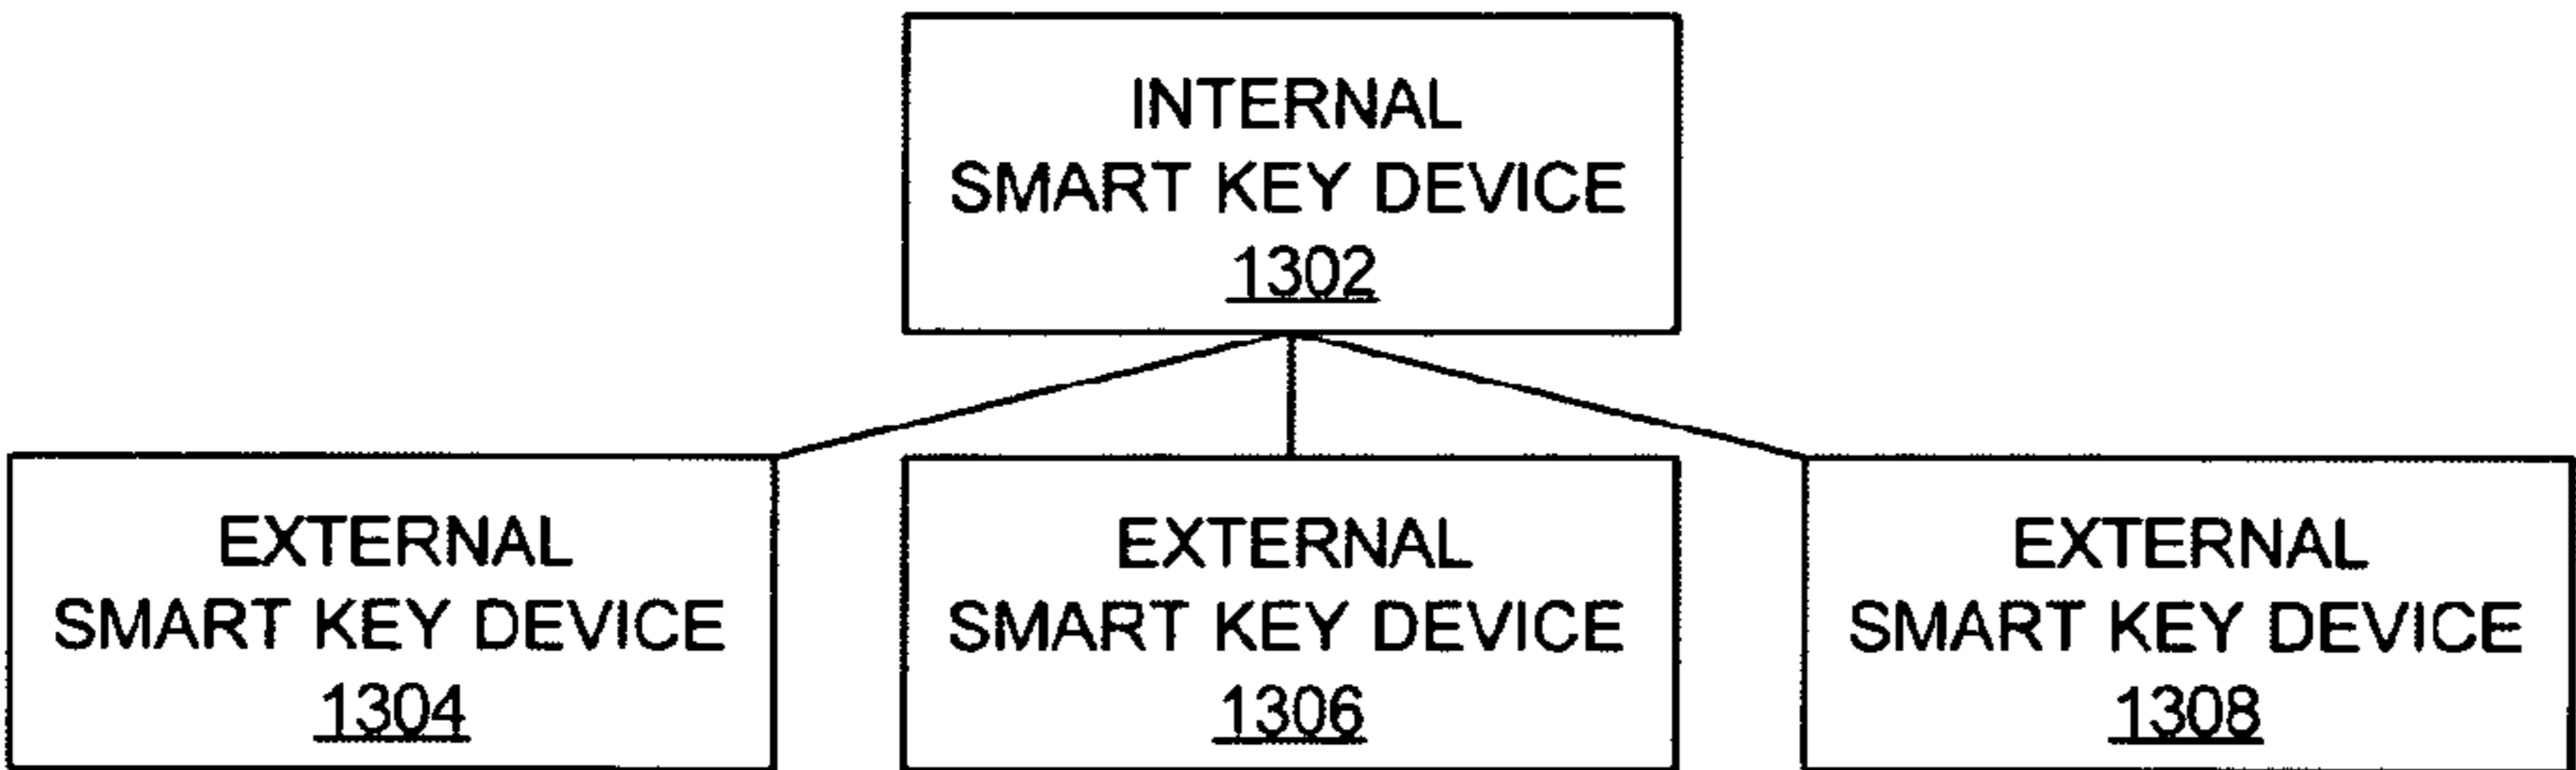 INTERNAL
SMART KEY DEVICE
1302
EXTERNAL
SMART KEY DEVICE
1304
EXTERNAL
SMART KEY DEVICE
1306
EXTERNAL
SMART KEY DEVICE
1308